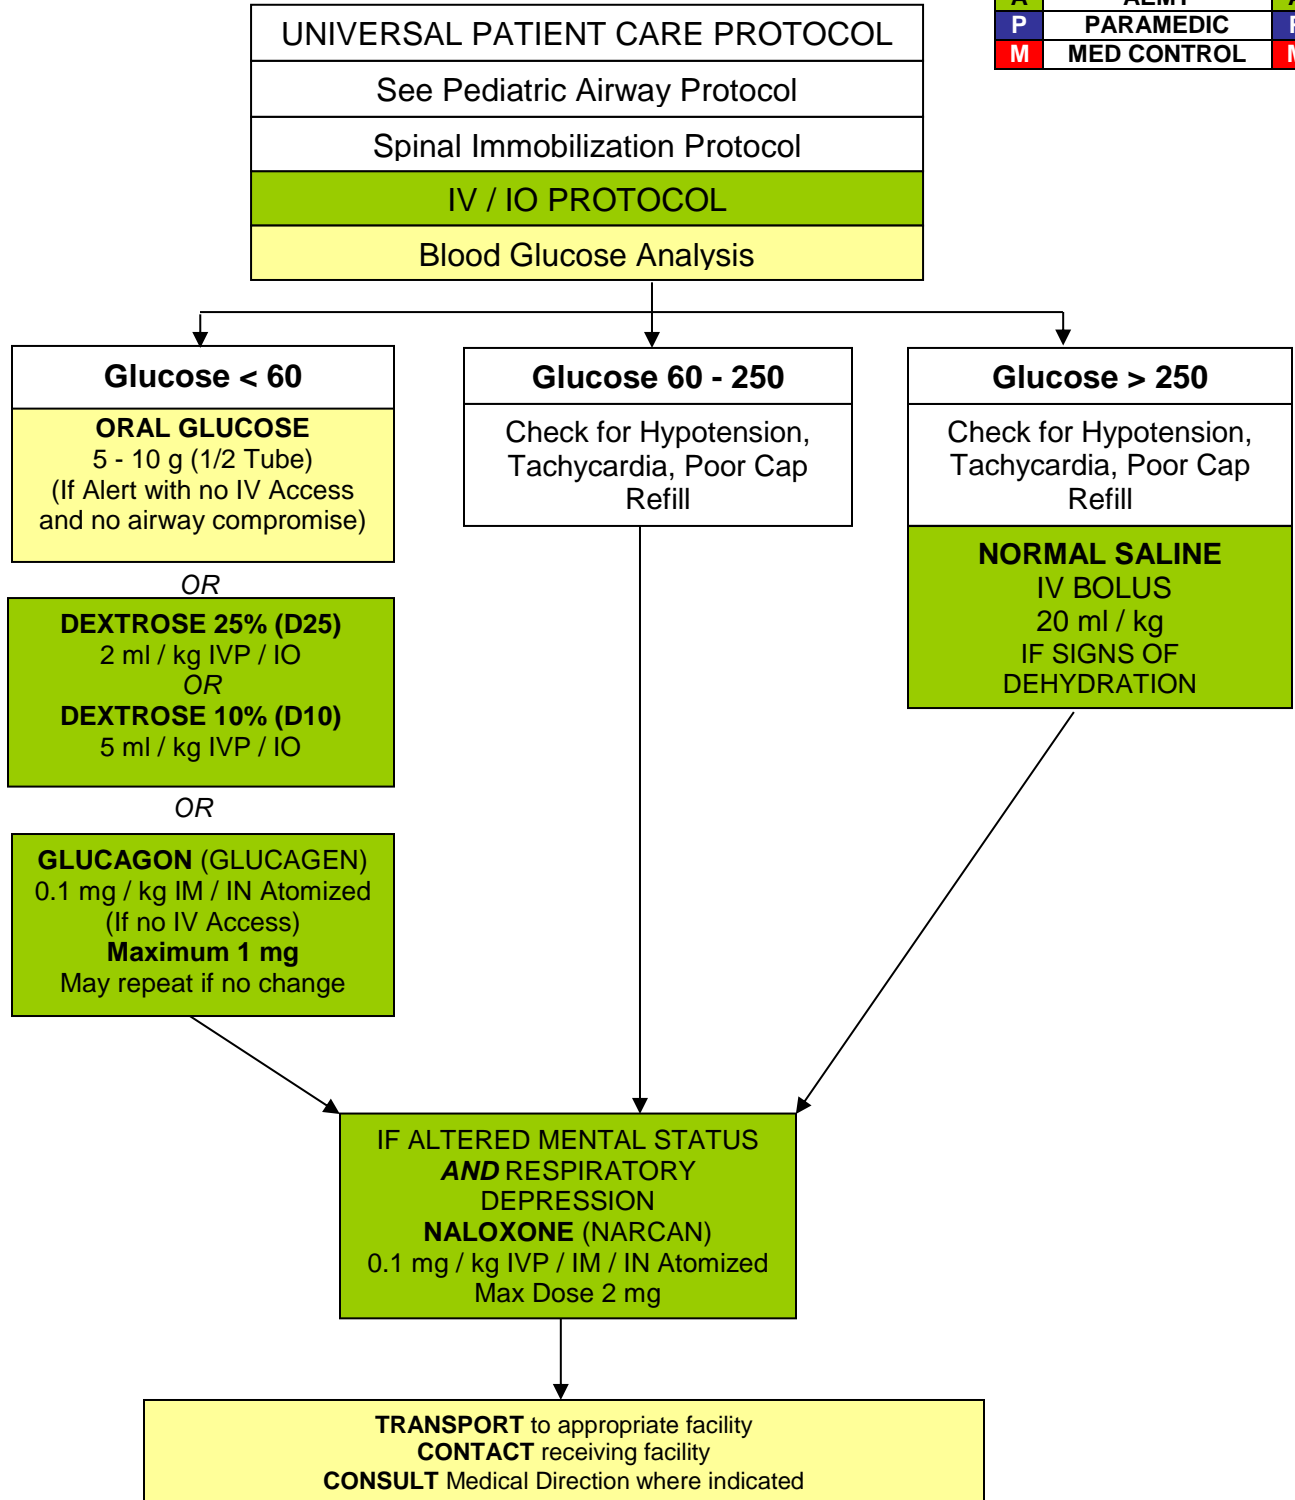 A AEMT A
P PARAMEDIC P
M MED CONTROL M
UNIVERSAL PATIENT CARE PROTOCOL
See Pediatric Airway Protocol
Spinal Immobilization Protocol
IV / IO PROTOCOL
Blood Glucose Analysis
Glucose < 60
ORAL GLUCOSE
5 - 10 g (1/2 Tube)
(If Alert with no IV Access
and no airway compromise)
OR
DEXTROSE 25% (D25)
2 ml / kg IVP / IO
OR
DEXTROSE 10% (D10)
5 ml / kg IVP / IO
OR
GLUCAGON (GLUCAGEN)
0.1 mg / kg IM / IN Atomized
(If no IV Access)
Maximum 1 mg
May repeat if no change
Glucose 60 - 250
Check for Hypotension,
Tachycardia, Poor Cap
Refill
Glucose > 250
Check for Hypotension,
Tachycardia, Poor Cap
Refill
NORMAL SALINE
IV BOLUS
20 ml / kg
IF SIGNS OF
DEHYDRATION
IF ALTERED MENTAL STATUS
AND RESPIRATORY
DEPRESSION
NALOXONE (NARCAN)
0.1 mg / kg IVP / IM / IN Atomized
Max Dose 2 mg
TRANSPORT to appropriate facility
CONTACT receiving facility
CONSULT Medical Direction where indicated